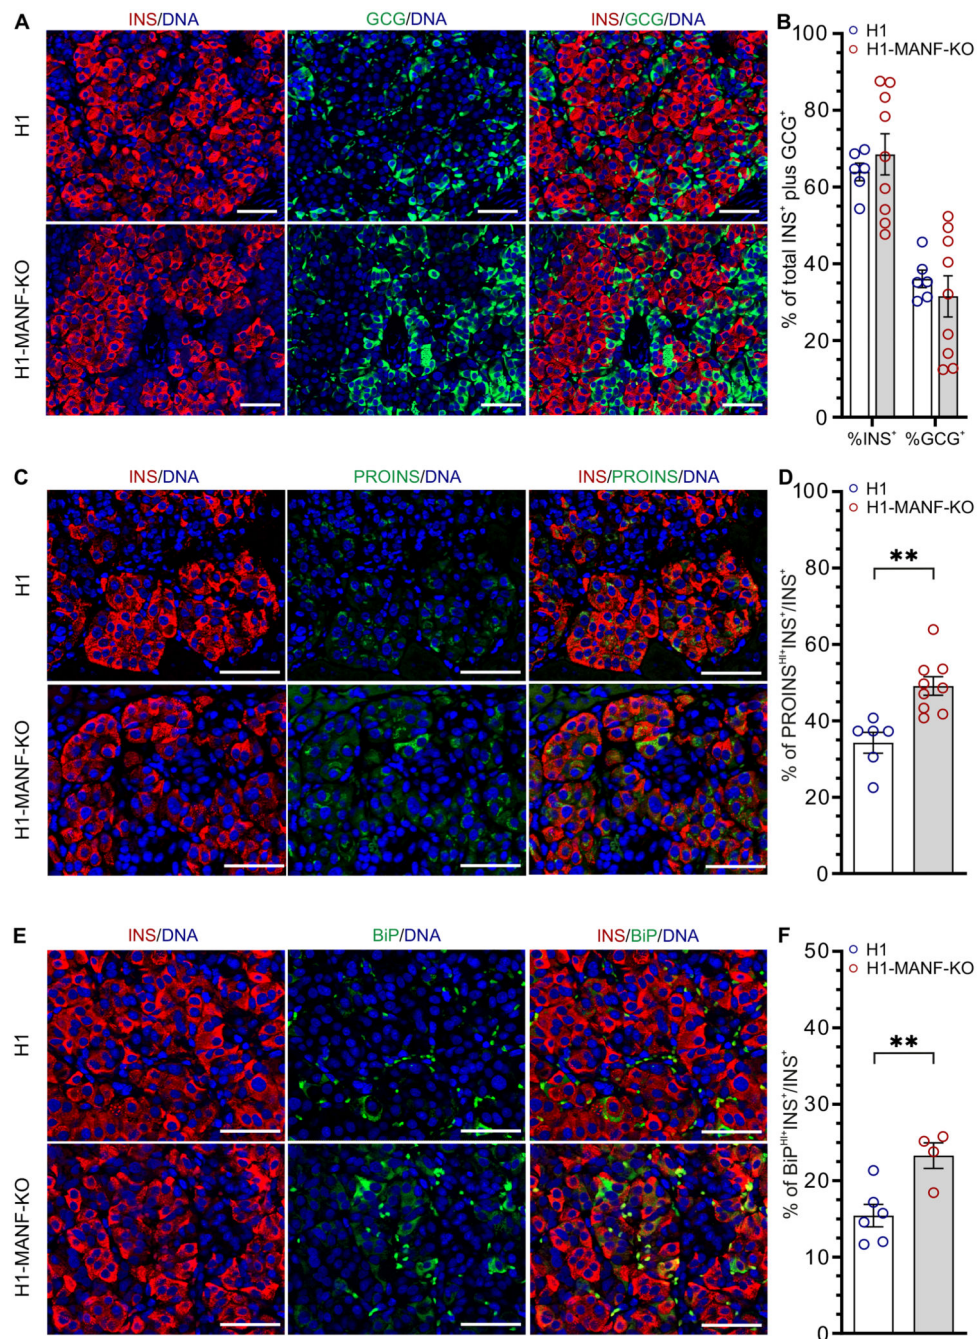 A INS/DNA GCG/DNA INS/GCG/DNA
H1
H1-MANF-KO
B
H1
H1-MANF-KO
% of total INS⁺ plus GCG⁺
100
80
60
40
20
0
%INS⁺ %GCG⁺
C INS/DNA PROINS/DNA INS/PROINS/DNA
H1
H1-MANF-KO
D
H1
H1-MANF-KO
% of PROINSᴴᴵ⁺INS⁺/INS⁺
100
80
60
40
20
0
**
E INS/DNA BiP/DNA INS/BiP/DNA
H1
H1-MANF-KO
F
H1
H1-MANF-KO
% of BiPᴴᴵ⁺INS⁺/INS⁺
50
40
30
20
10
0
**